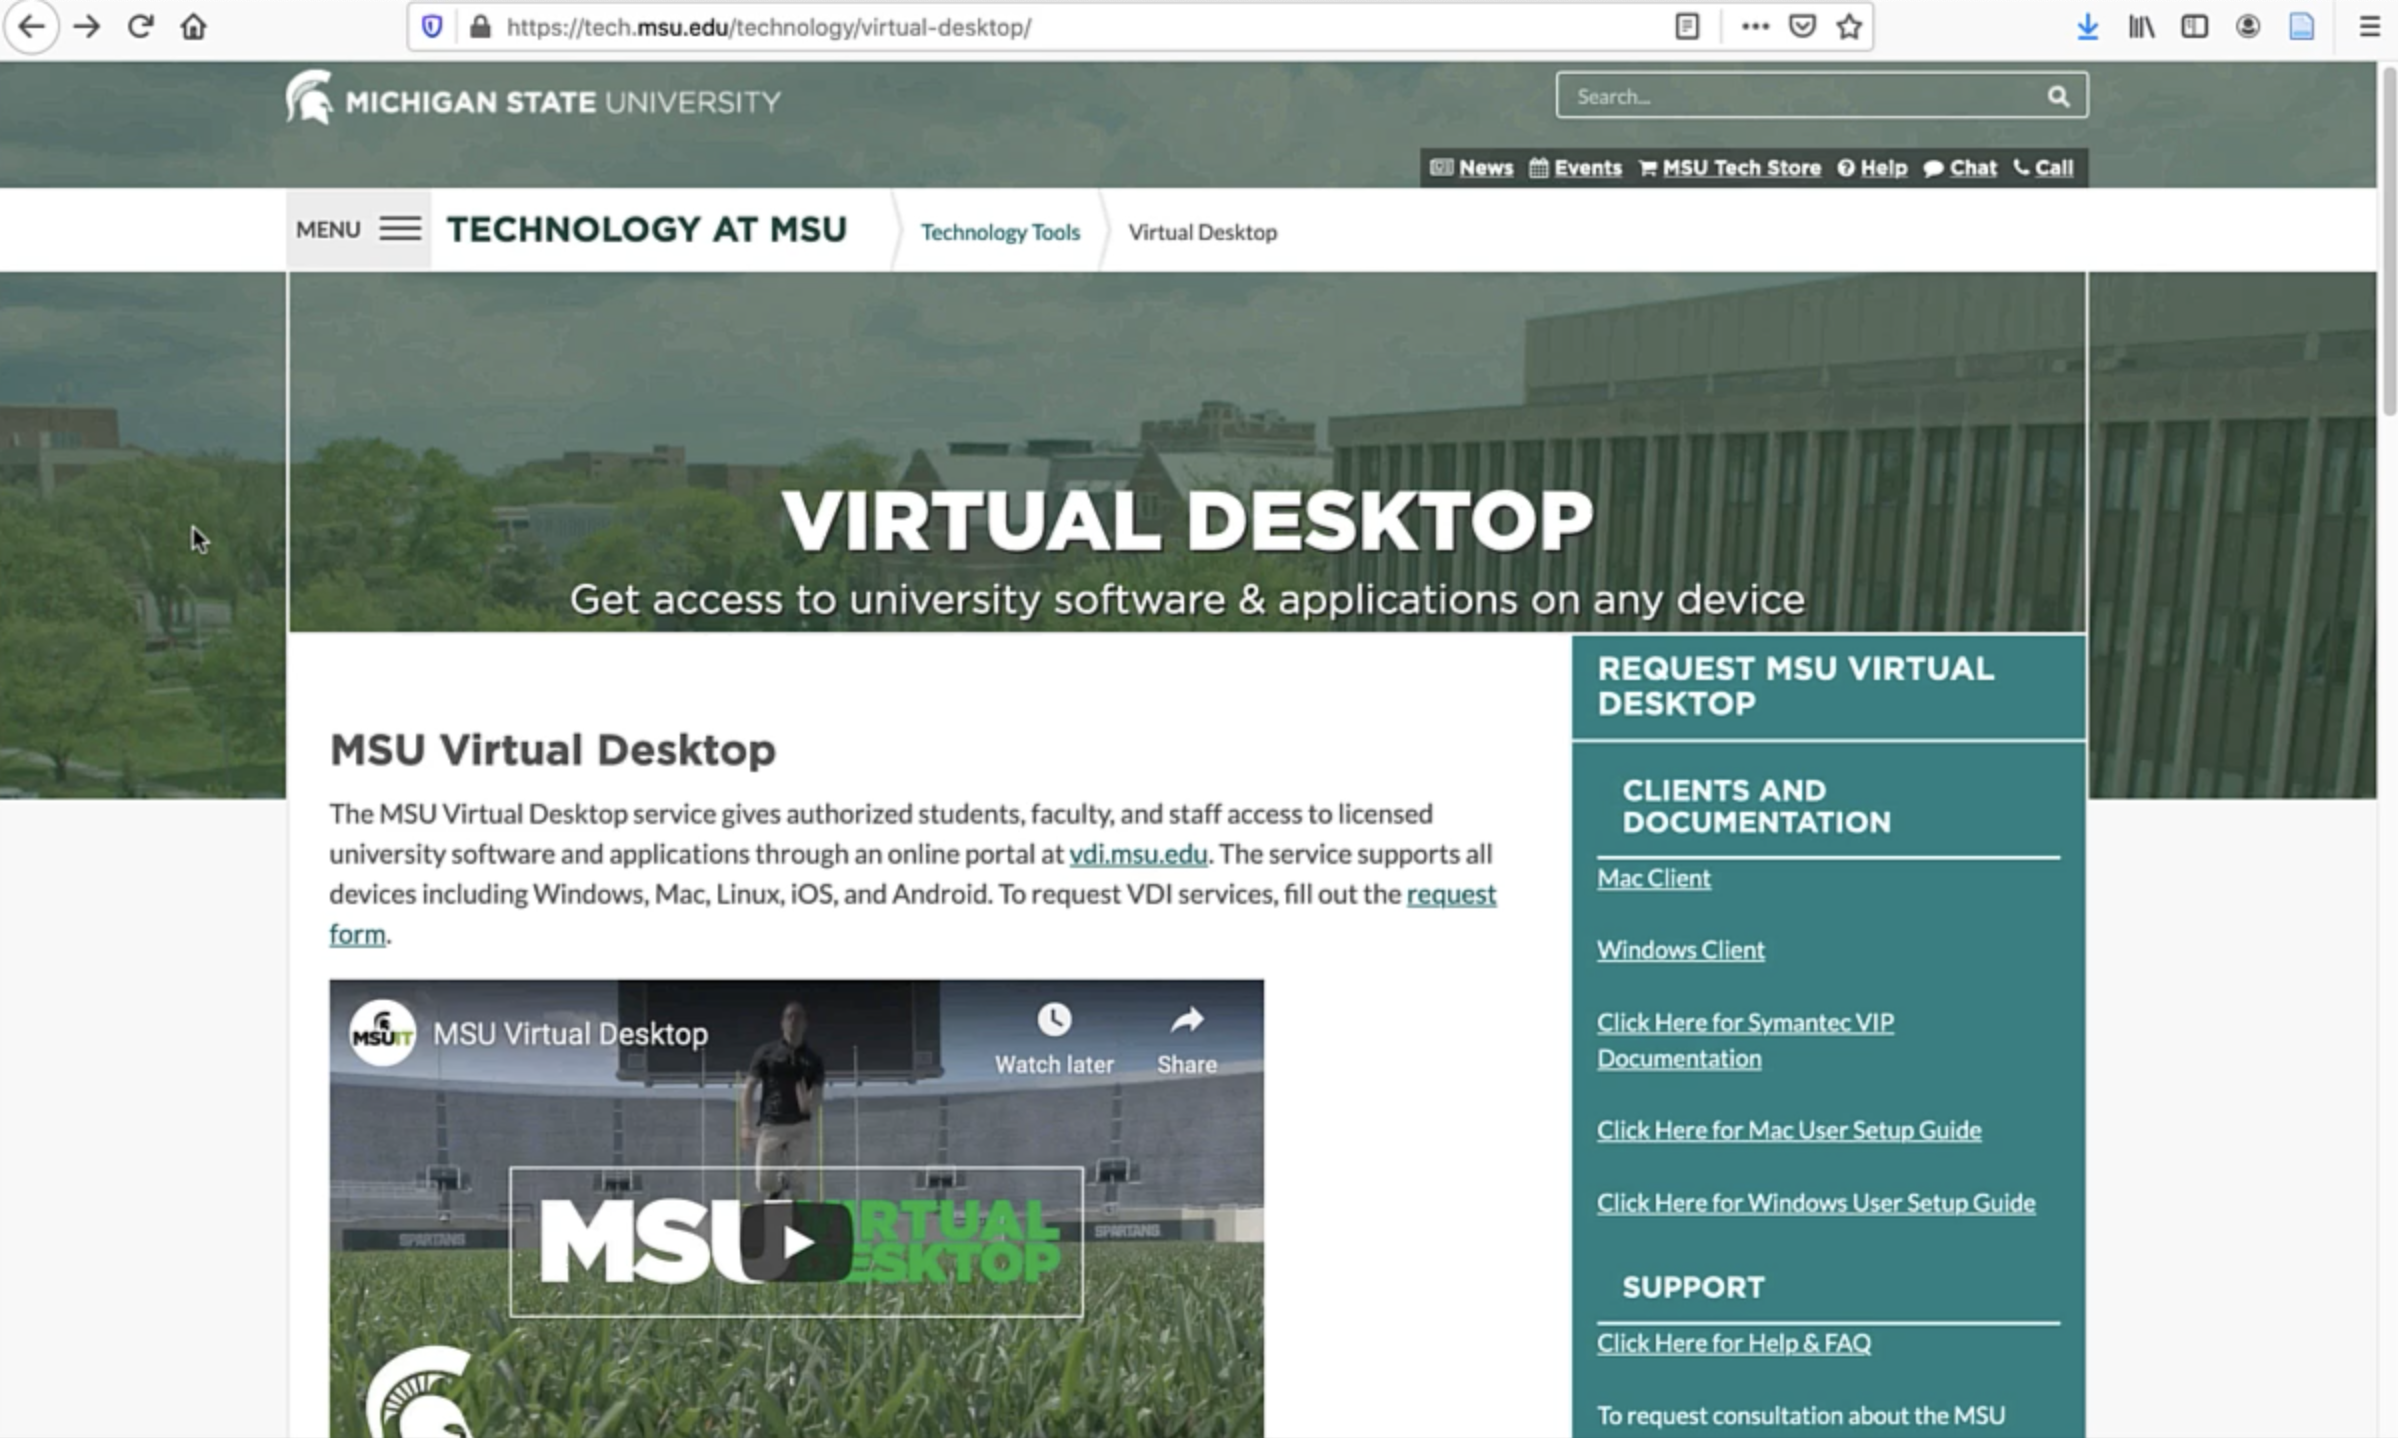 https://tech.msu.edu/technology/virtual-desktop/
MICHIGAN STATE UNIVERSITY
Search...
News Events MSU Tech Store Help Chat Call
MENU TECHNOLOGY AT MSU Technology Tools Virtual Desktop
VIRTUAL DESKTOP
Get access to university software & applications on any device
MSU Virtual Desktop
The MSU Virtual Desktop service gives authorized students, faculty, and staff access to licensed
university software and applications through an online portal at vdi.msu.edu. The service supports all
devices including Windows, Mac, Linux, iOS, and Android. To request VDI services, fill out the request
form.
MSUIT
MSU Virtual Desktop
Watch later
Share
SPARTANS
SPARTANS
MSU VIRTUAL
DESKTOP
REQUEST MSU VIRTUAL
DESKTOP
CLIENTS AND
DOCUMENTATION
Mac Client
Windows Client
Click Here for Symantec VIP
Documentation
Click Here for Mac User Setup Guide
Click Here for Windows User Setup Guide
SUPPORT
Click Here for Help & FAQ
To request consultation about the MSU